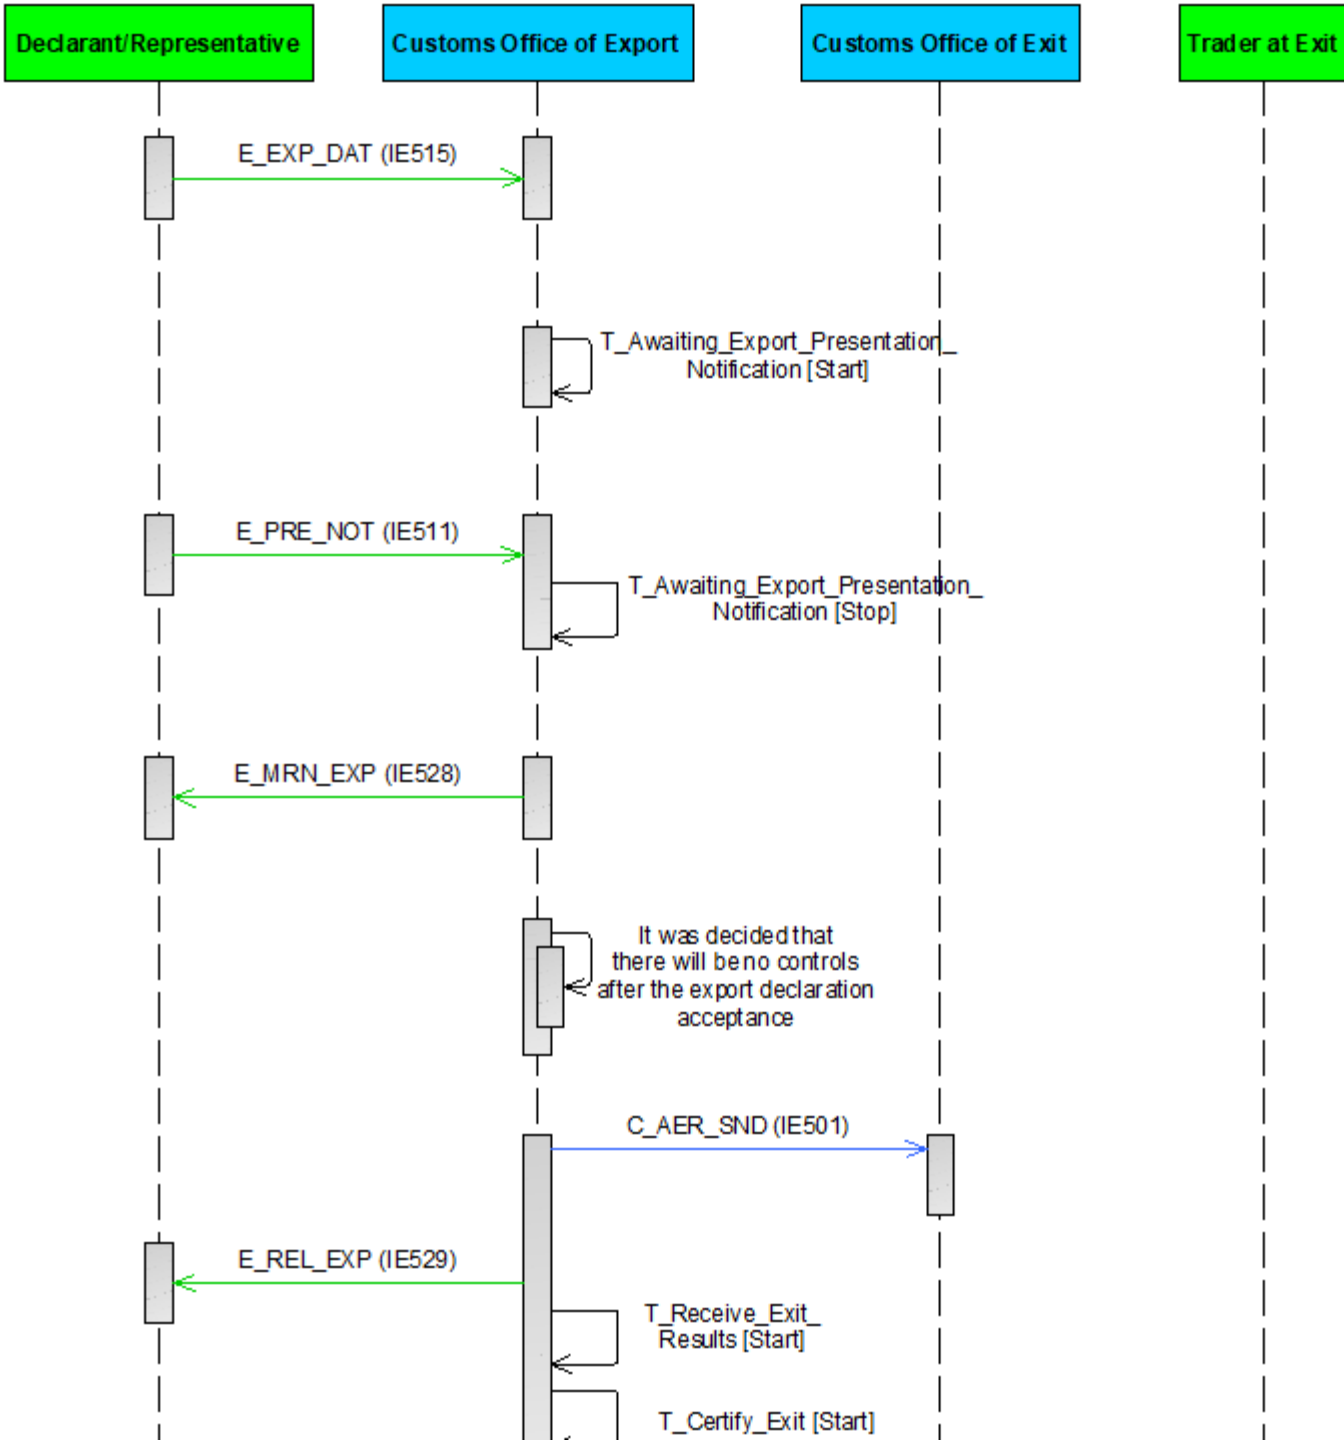 Declarant/Representative
Customs Office of Export
Customs Office of Exit
Trader at Exit
E_EXP_DAT (IE515)
T_Awaiting_Export_Presentation_
Notification [Start]
E_PRE_NOT (IE511)
T_Awaiting_Export_Presentation_
Notification [Stop]
E_MRN_EXP (IE528)
It was decided that
there will be no controls
after the export declaration
acceptance
C_AER_SND (IE501)
E_REL_EXP (IE529)
T_Receive_Exit_
Results [Start]
T_Certify_Exit [Start]